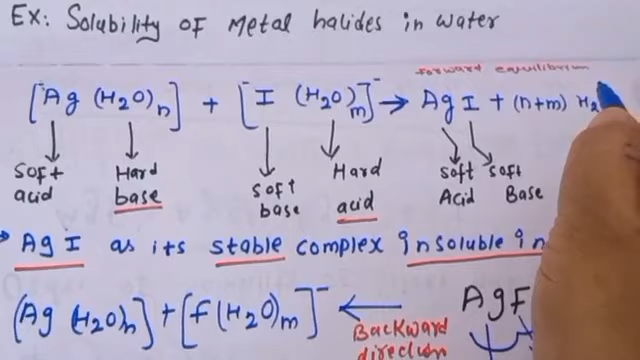 Ex: Solubility of Metal halides in water
forward equilibrium
[Ag (H2O)n] + [I (H2O)m]⁻ → AgI + (n+m) H2
Soft acid Hard base Soft base Hard acid Soft Acid Soft Base
→ AgI as its stable complex insoluble in
(Ag (H2O)n] + [F(H2O)m]⁻ ← AgF
Backward direction